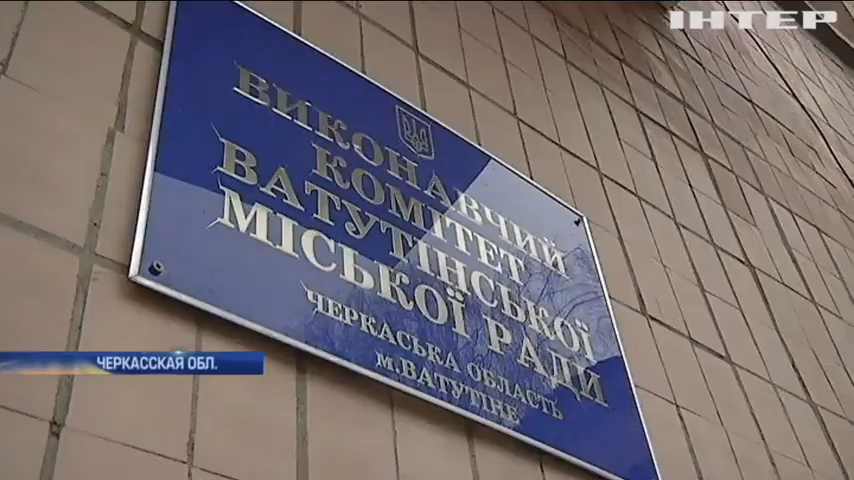 ІНТЕР
ВИКОНАВЧИЙ
КОМІТЕТ
ВАТУТІНСЬКОЇ
МІСЬКОЇ РАДИ
ЧЕРКАСЬКА ОБЛАСТЬ
м.ВАТУТІНЕ
ЧЕРКАССКАЯ ОБЛ.